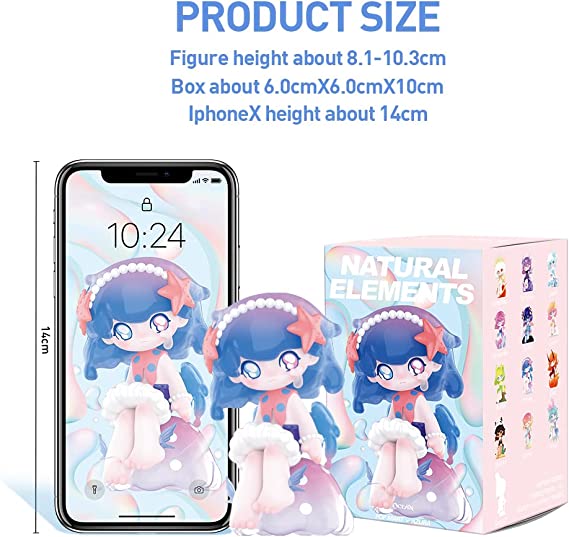 PRODUCT SIZE
Figure height about 8.1-10.3cm
Box about 6.0cmX6.0cmX10cm
IphoneX height about 14cm
14cm
10:24
NATURAL
ELEMENTS
OCEAN